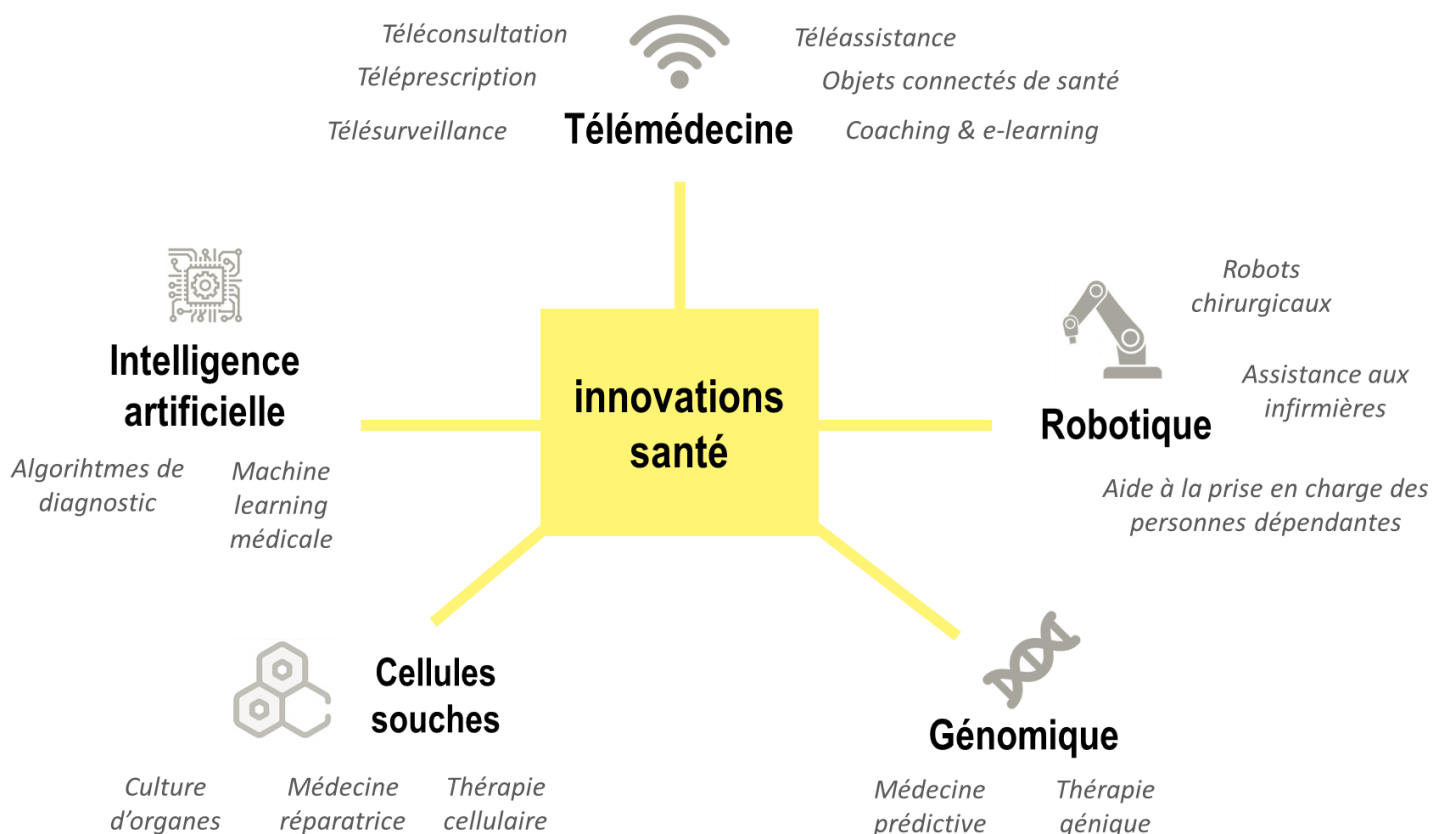 Téléconsultation
Téléprescription
Télésurveillance
Télémédecine
Téléassistance
Objets connectés de santé
Coaching & e-learning
Intelligence
artificielle
Algorihtmes de
diagnostic
Machine
learning
médicale
innovations
santé
Robots
chirurgicaux
Assistance aux
infirmières
Robotique
Aide à la prise en charge des
personnes dépendantes
Cellules
souches
Culture
d'organes
Médecine
réparatrice
Thérapie
cellulaire
Génomique
Médecine
prédictive
Thérapie
génique